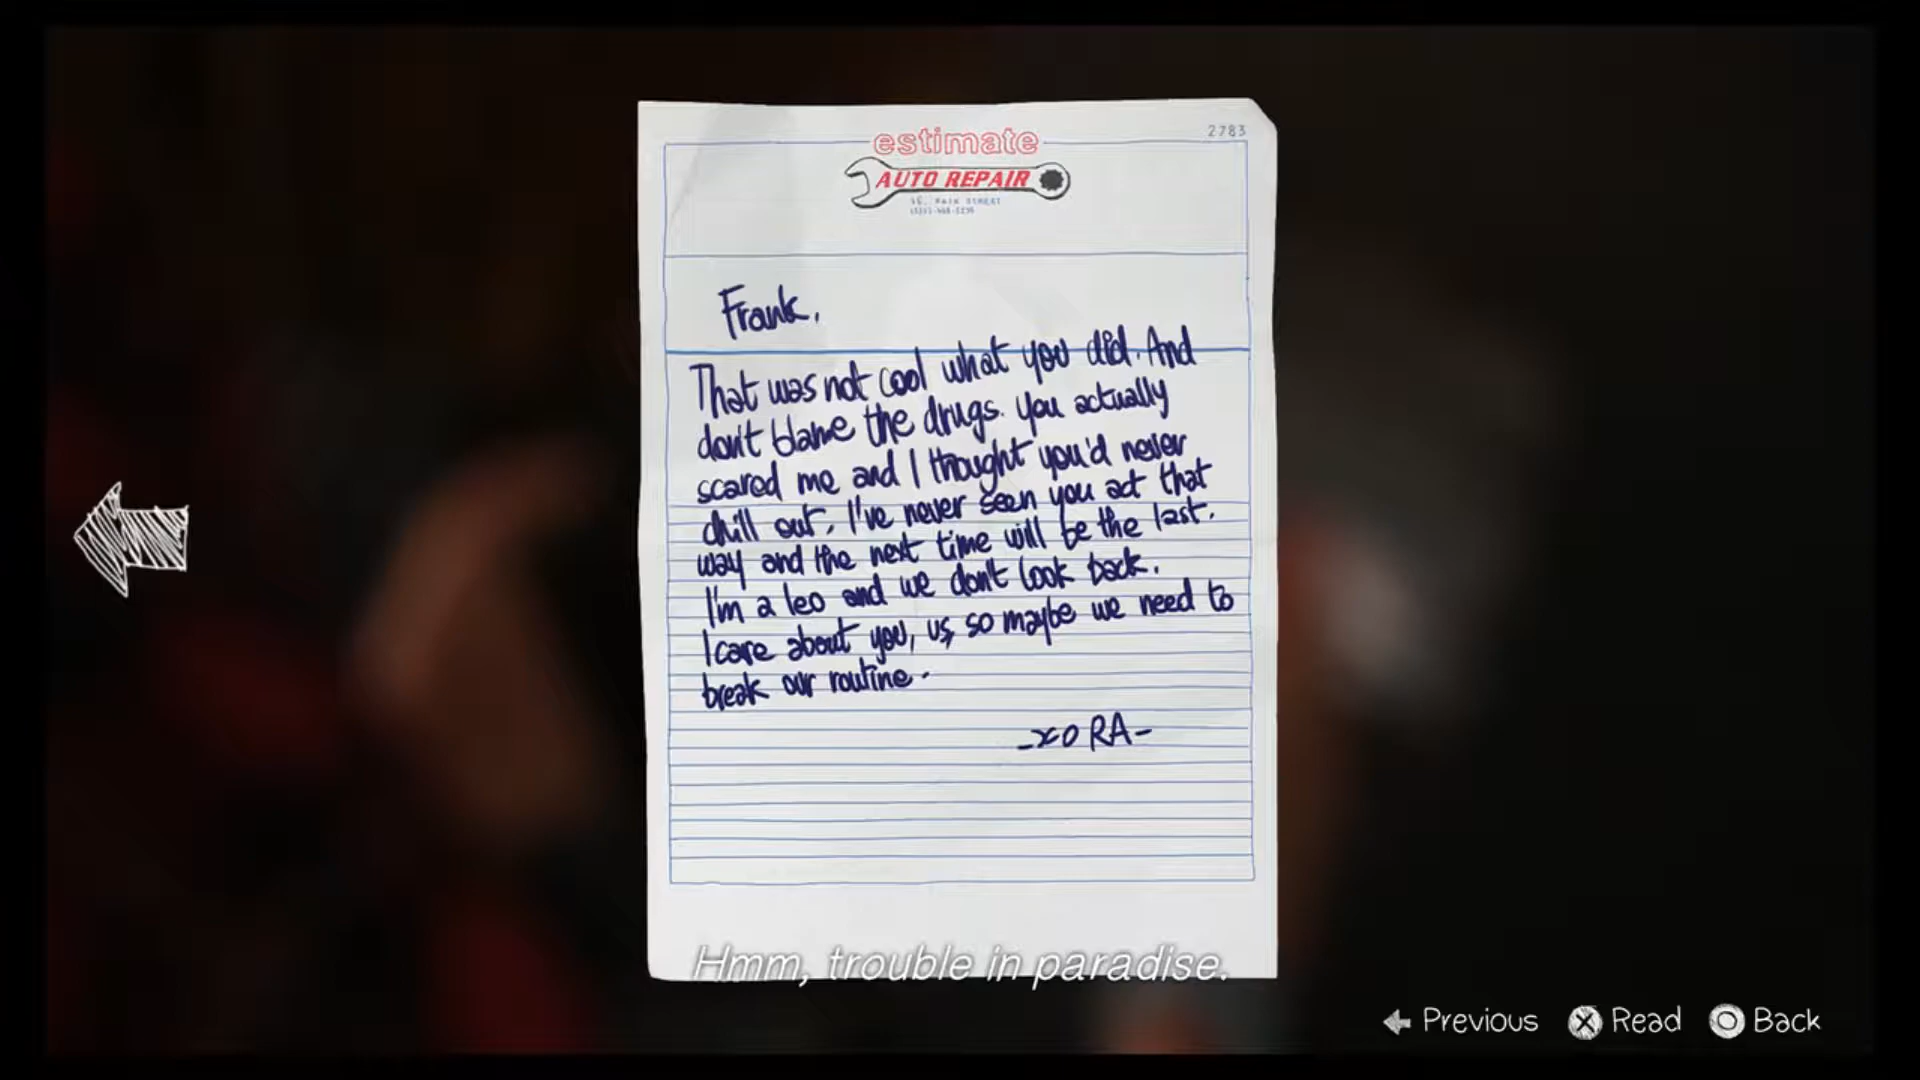 2783
estimate
AUTO REPAIR
Frank,
That was not cool what you did. And
don't blame the drugs. You actually
scared me and I thought you'd never
chill out. I've never seen you act that
way and the next time will be the last.
I'm a leo and we don't look back.
I care about you, us, so maybe we need to
break our routine.
-xo RA-
Hmm, trouble in paradise.
Previous Read Back